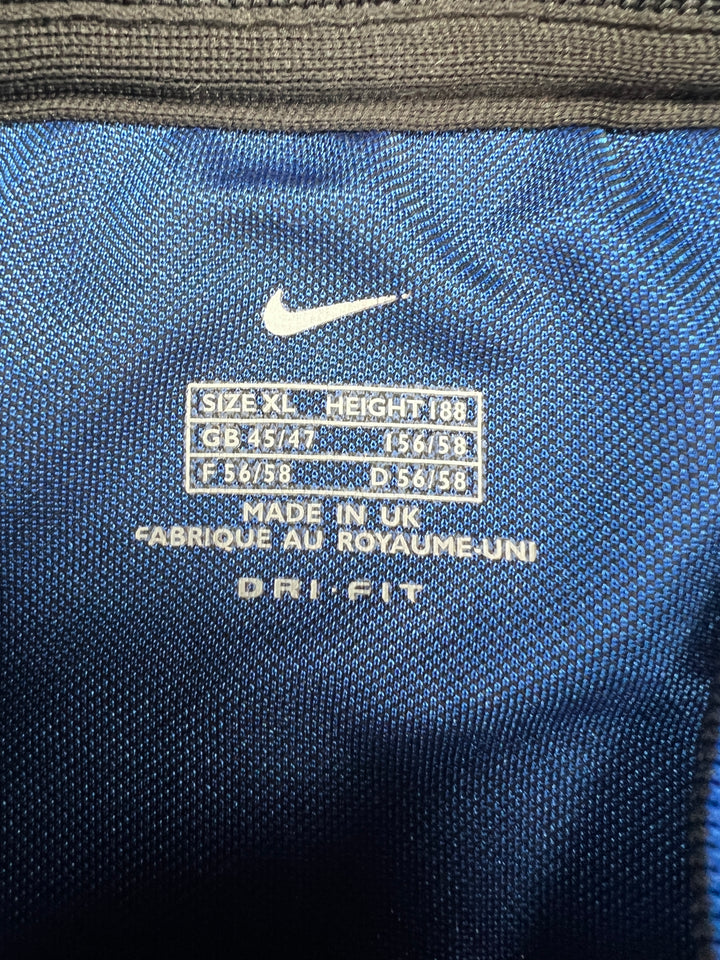 SIZE XL HEIGHT 188
GB 45/47 I 56/58
F 56/58 D 56/58
MADE IN UK
FABRIQUE AU ROYAUME-UNI
DRI·FIT